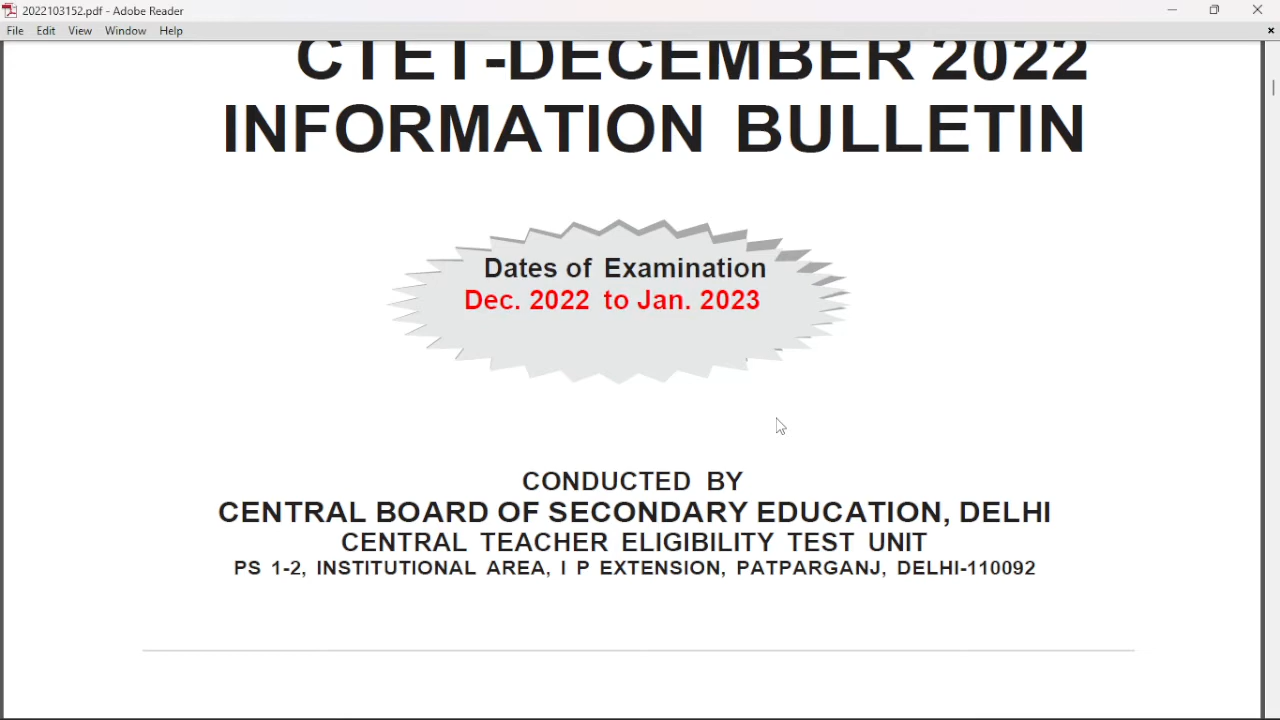 2022103152.pdf - Adobe Reader
File Edit View Window Help
CTET-DECEMBER 2022
INFORMATION BULLETIN
Dates of Examination
Dec. 2022 to Jan. 2023
CONDUCTED BY
CENTRAL BOARD OF SECONDARY EDUCATION, DELHI
CENTRAL TEACHER ELIGIBILITY TEST UNIT
PS 1-2, INSTITUTIONAL AREA, I P EXTENSION, PATPARGANJ, DELHI-110092